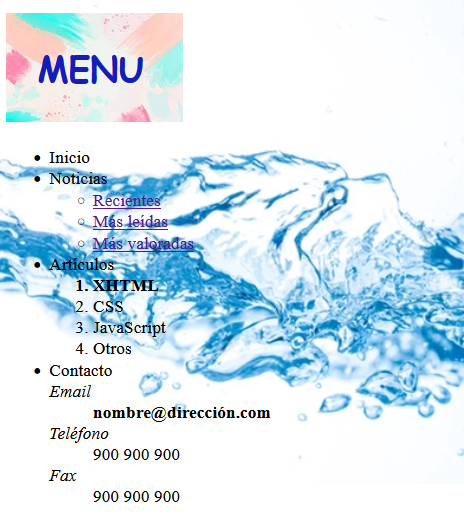 MENU
Inicio
Noticias
Recientes
Más leídas
Más valoradas
Artículos
1. XHTML
2. CSS
3. JavaScript
4. Otros
Contacto
Email
nombre@dirección.com
Teléfono
900 900 900
Fax
900 900 900